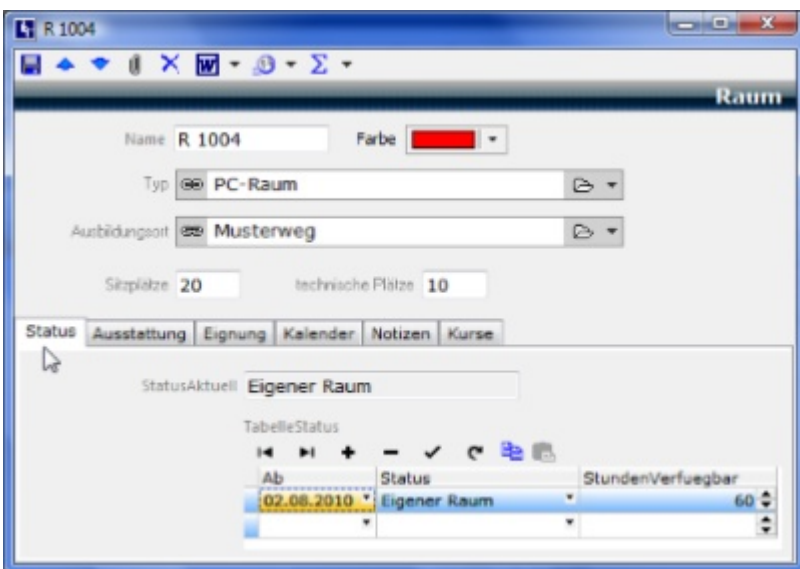 R 1004
Raum
Name R 1004 Farbe
Typ PC-Raum
Ausbildungsort Musterweg
Sitzplätze 20 technische Plätze 10
Status Ausstattung Eignung Kalender Notizen Kurse
StatusAktuell Eigener Raum
TabelleStatus
Ab Status StundenVerfuegbar
02.08.2010 Eigener Raum 60